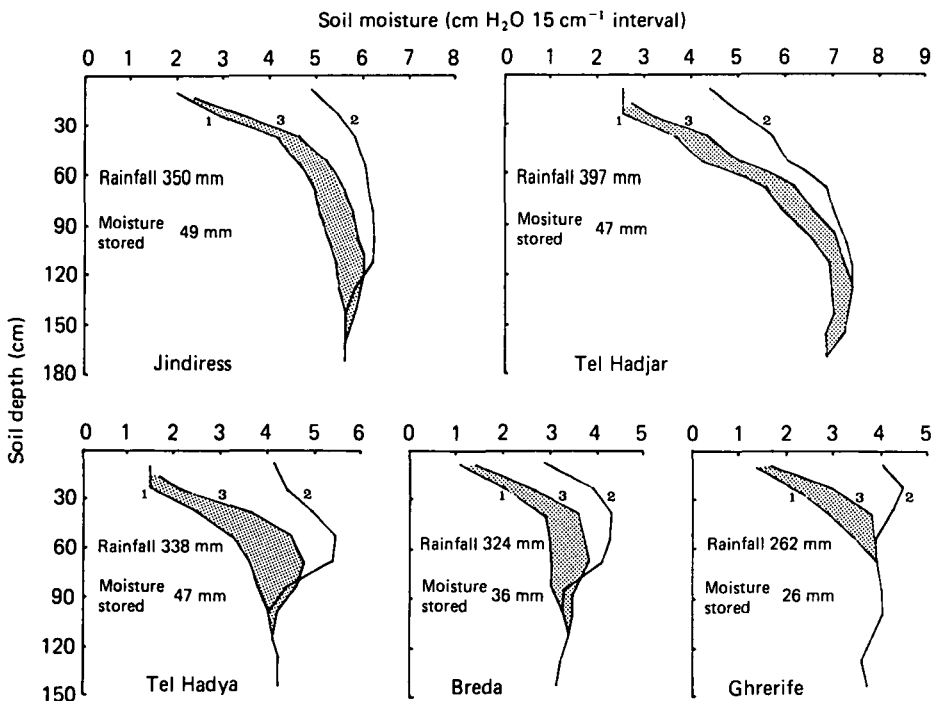 Soil moisture (cm H₂O 15 cm⁻¹ interval)
0 1 2 3 4 5 6 7 8
0 1 2 3 4 5 6 7 8 9
30
60
90
120
150
180
1 3 2
Rainfall 350 mm
Moisture
stored 49 mm
Jindiress
1 3 2
Rainfall 397 mm
Mositure
stored 47 mm
Tel Hadjar
Soil depth (cm)
0 1 2 3 4 5 6
0 1 2 3 4 5
0 1 2 3 4 5
30
60
90
120
150
1 3 2
Rainfall 338 mm
Moisture
stored 47 mm
Tel Hadya
1 3 2
Rainfall 324 mm
Moisture
stored 36 mm
Breda
1 3 2
Rainfall 262 mm
Moisture
stored 26 mm
Ghrerife